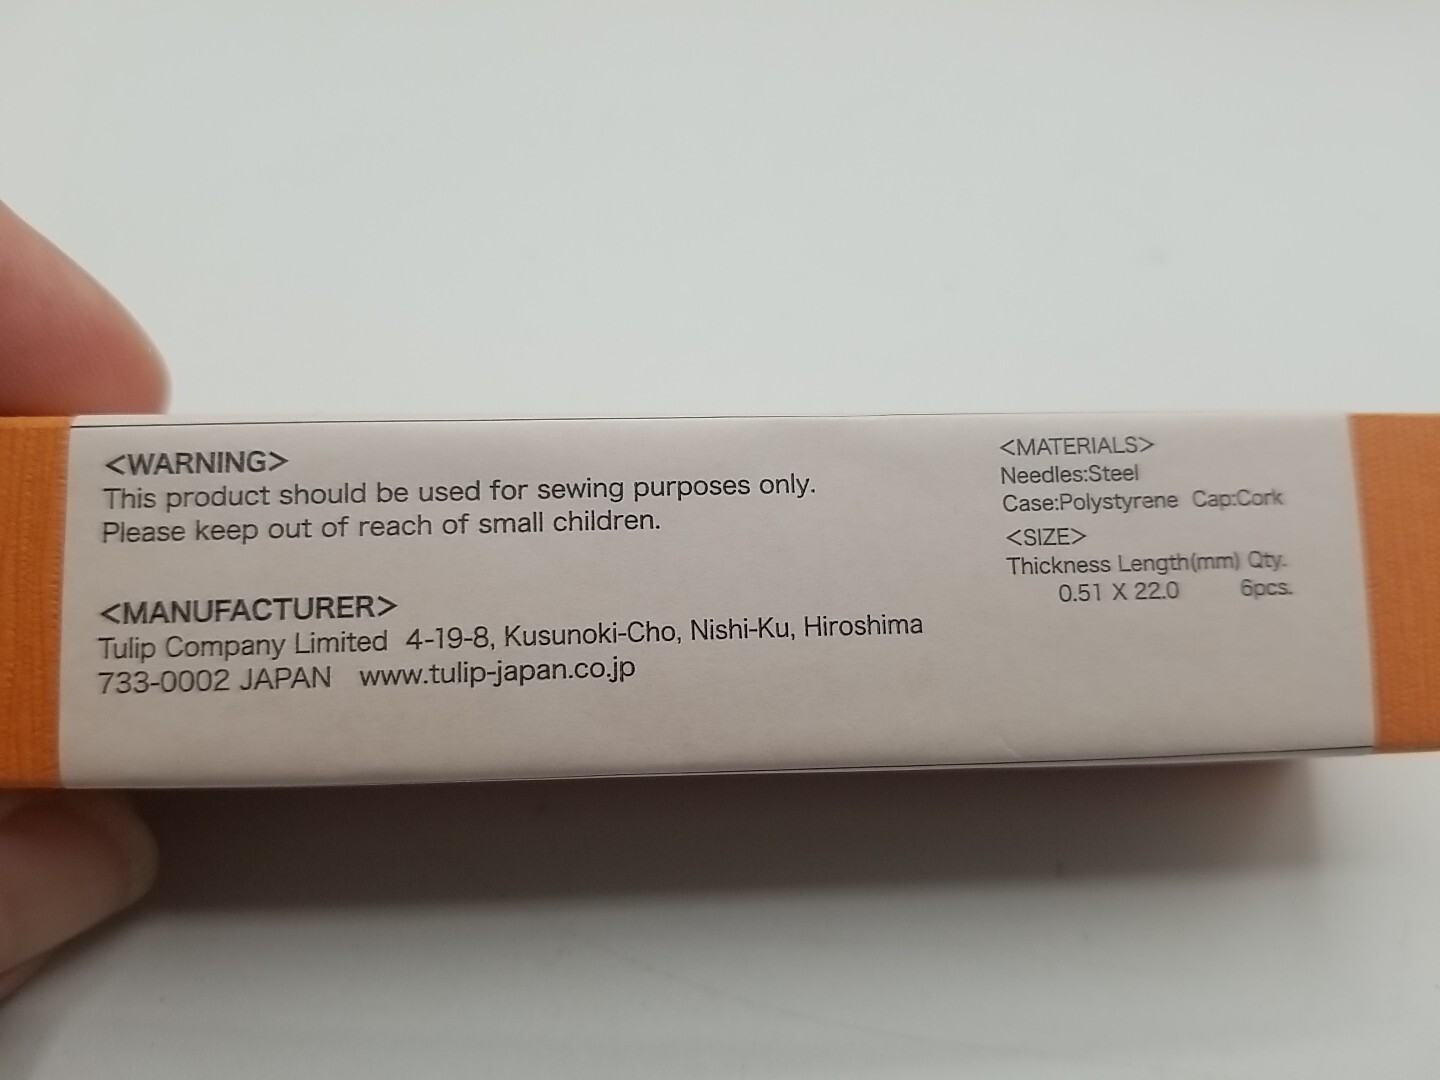 <WARNING>
This product should be used for sewing purposes only.
Please keep out of reach of small children.
<MANUFACTURER>
Tulip Company Limited 4-19-8, Kusunoki-Cho, Nishi-Ku, Hiroshima
733-0002 JAPAN www.tulip-japan.co.jp
<MATERIALS>
Needles:Steel
Case:Polystyrene Cap:Cork
<SIZE>
Thickness Length(mm) Qty.
0.51 X 22.0 6pcs.